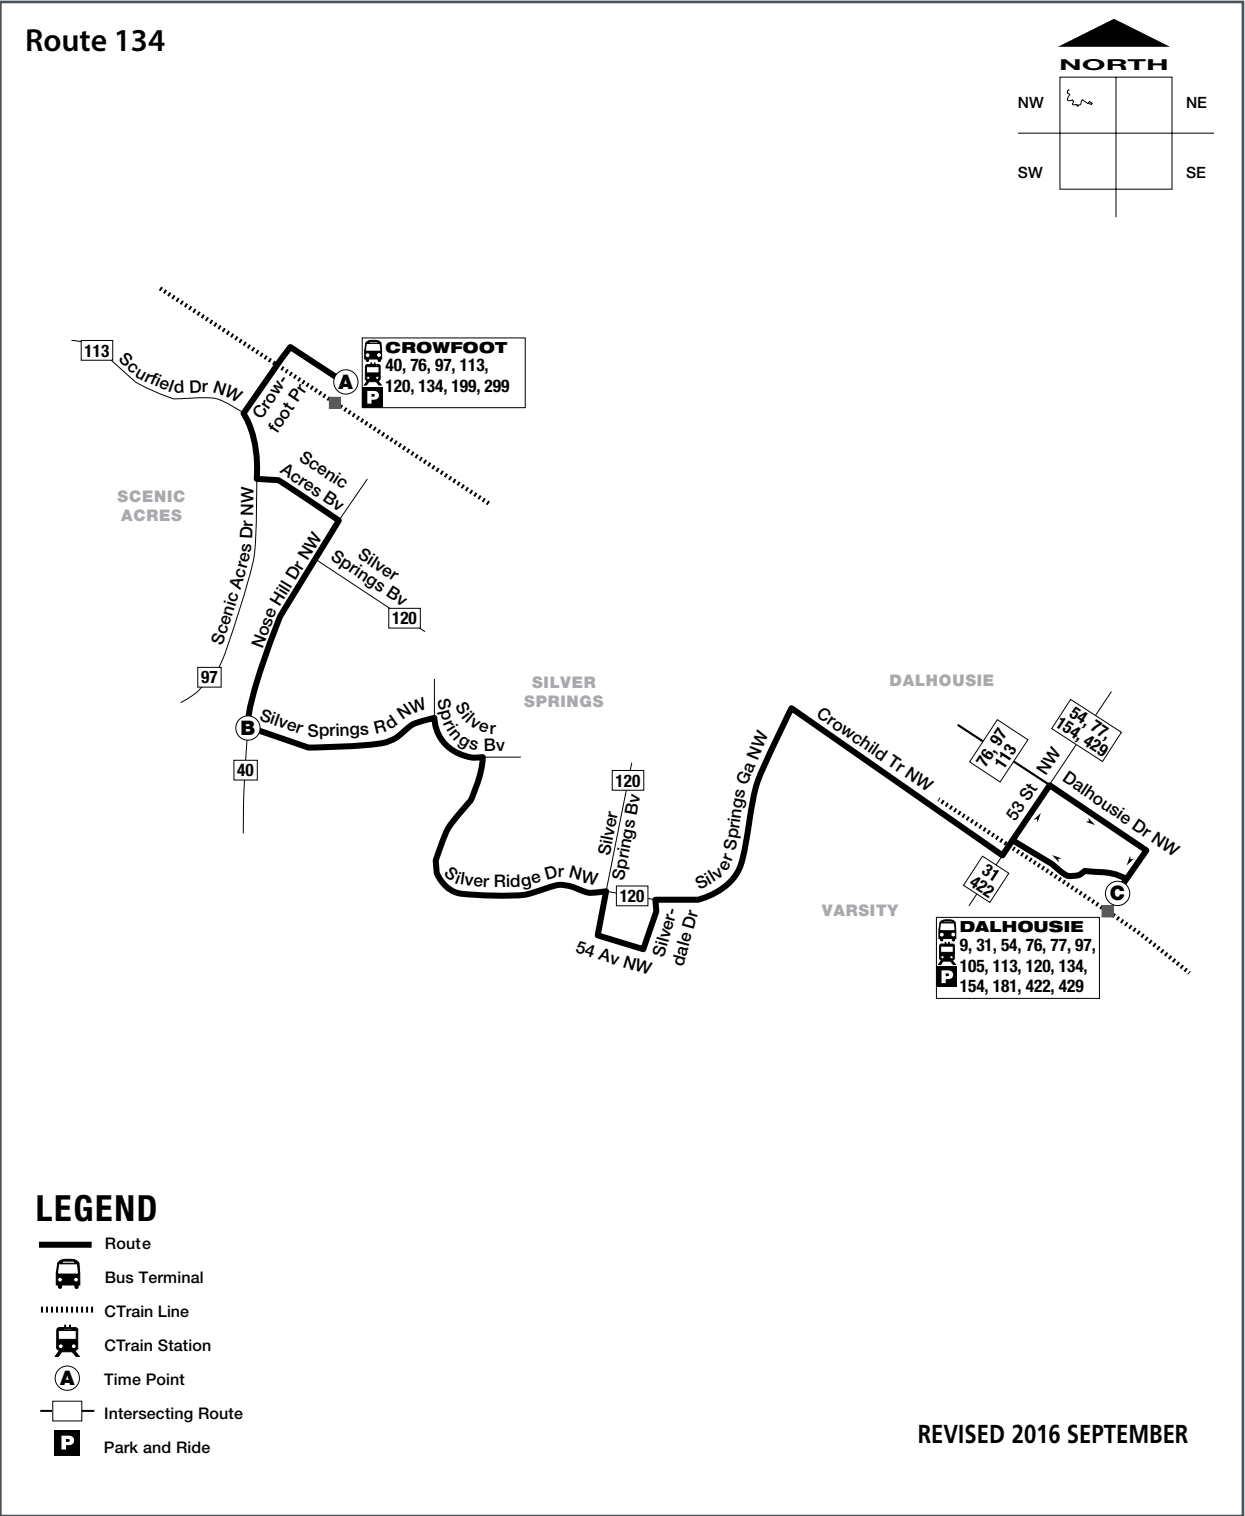 Route 134
NORTH
NW
NE
SW
SE
113
Scurfield Dr NW
Crow-
foot Pr
A
CROWFOOT
40, 76, 97, 113,
120, 134, 199, 299
P
SCENIC
ACRES
Scenic
Acres Bv
Scenic Acres Dr NW
Nose Hill Dr NW
Silver
Springs Bv
120
97
B
40
Silver Springs Rd NW
Silver
Springs Bv
SILVER
SPRINGS
120
Silver
Springs Bv
Silver Ridge Dr NW
120
54 Av NW
Silver-
dale Dr
Silver Springs Ga NW
DALHOUSIE
Crowchild Tr NW
76, 97
113
54, 77,
154, 429
53 St NW
Dalhousie Dr NW
31
422
VARSITY
C
DALHOUSIE
9, 31, 54, 76, 77, 97,
105, 113, 120, 134,
154, 181, 422, 429
P
LEGEND
Route
Bus Terminal
CTrain Line
CTrain Station
A Time Point
Intersecting Route
P Park and Ride
REVISED 2016 SEPTEMBER